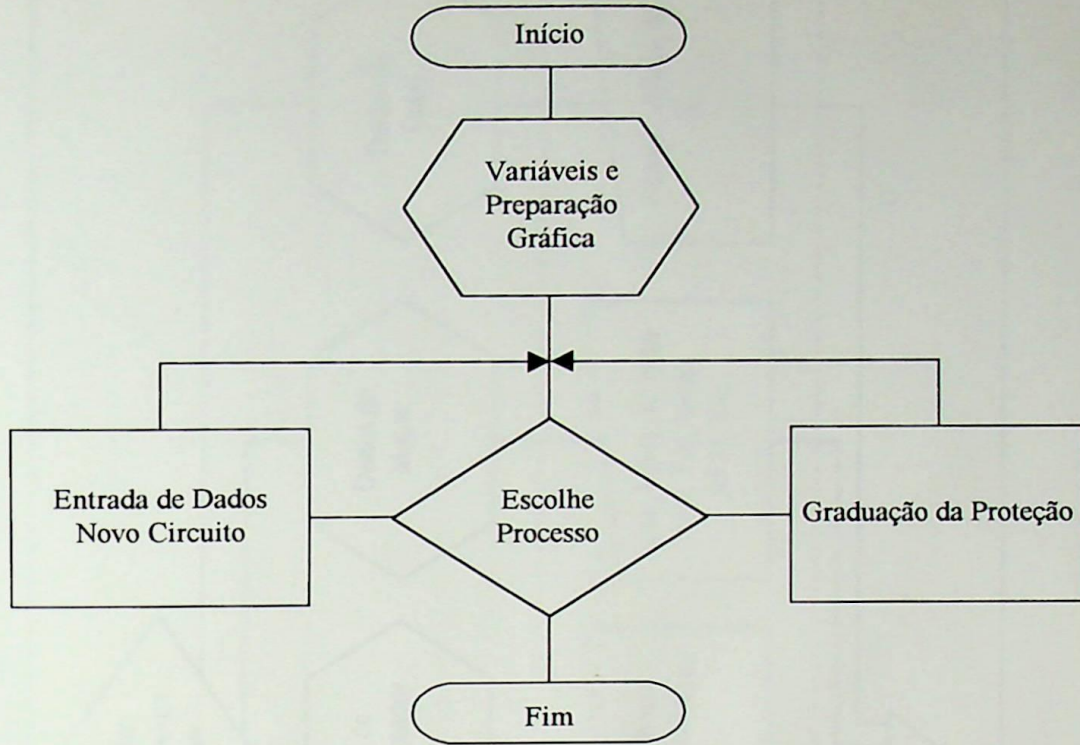 Início
Variáveis e
Preparação
Gráfica
Entrada de Dados
Novo Circuito
Escolhe
Processo
Graduação da Proteção
Fim